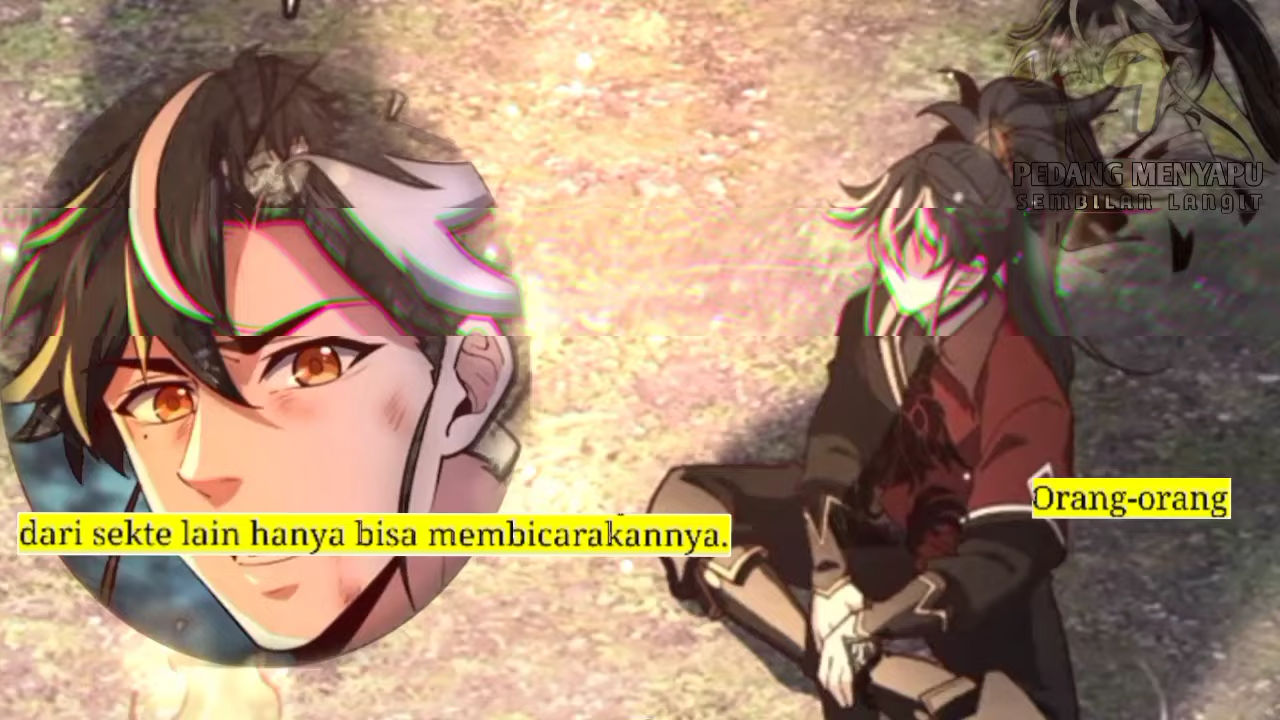 PEDANG MENYAPU
SEMBILAN LANGIT
Orang-orang
dari sekte lain hanya bisa membicarakannya.